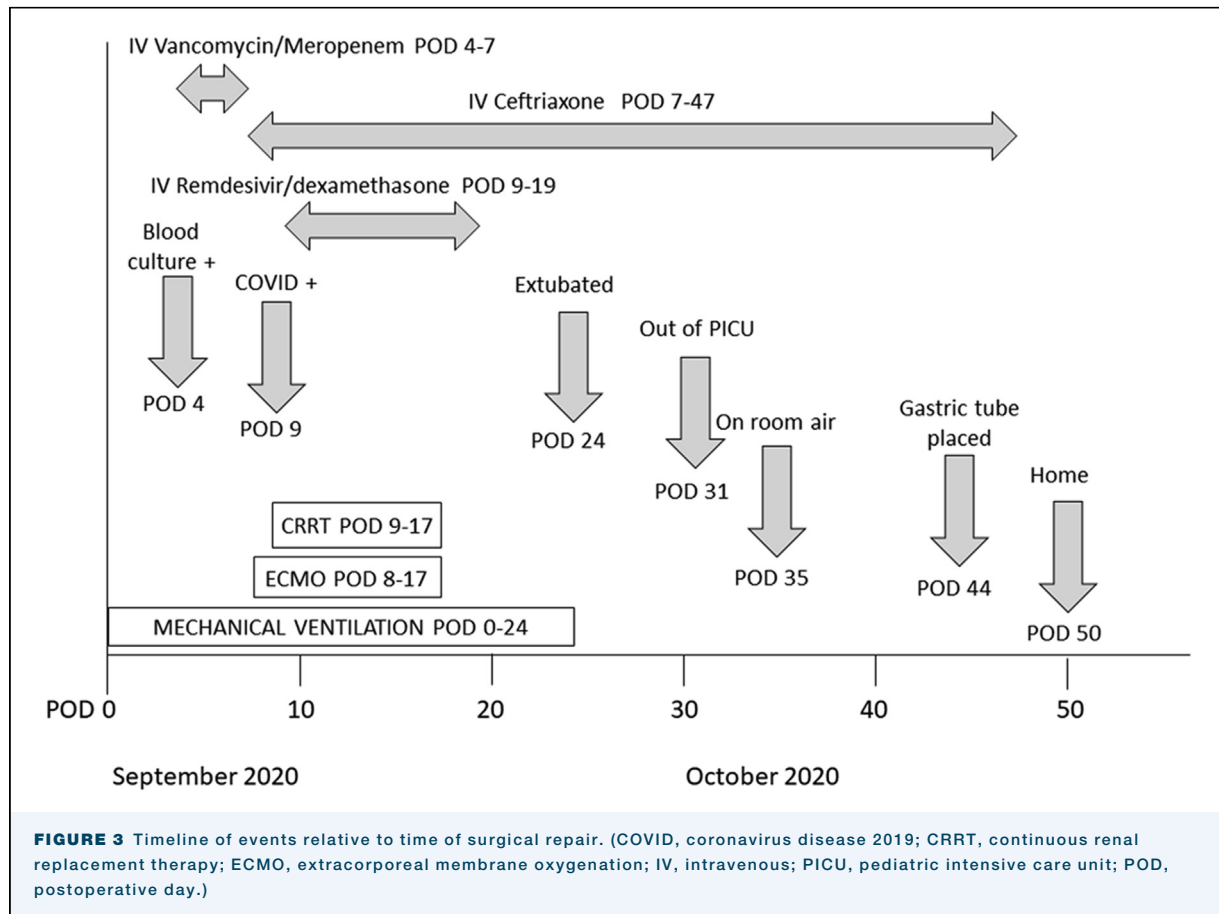 IV Vancomycin/Meropenem POD 4-7
IV Ceftriaxone POD 7-47
IV Remdesivir/dexamethasone POD 9-19
Blood
culture +
POD 4
COVID +
POD 9
Extubated
POD 24
Out of PICU
POD 31
On room air
POD 35
Gastric tube
placed
POD 44
Home
POD 50
CRRT POD 9-17
ECMO POD 8-17
MECHANICAL VENTILATION POD 0-24
POD 0 10 20 30 40 50
September 2020 October 2020
FIGURE 3 Timeline of events relative to time of surgical repair. (COVID, coronavirus disease 2019; CRRT, continuous renal
replacement therapy; ECMO, extracorporeal membrane oxygenation; IV, intravenous; PICU, pediatric intensive care unit; POD,
postoperative day.)